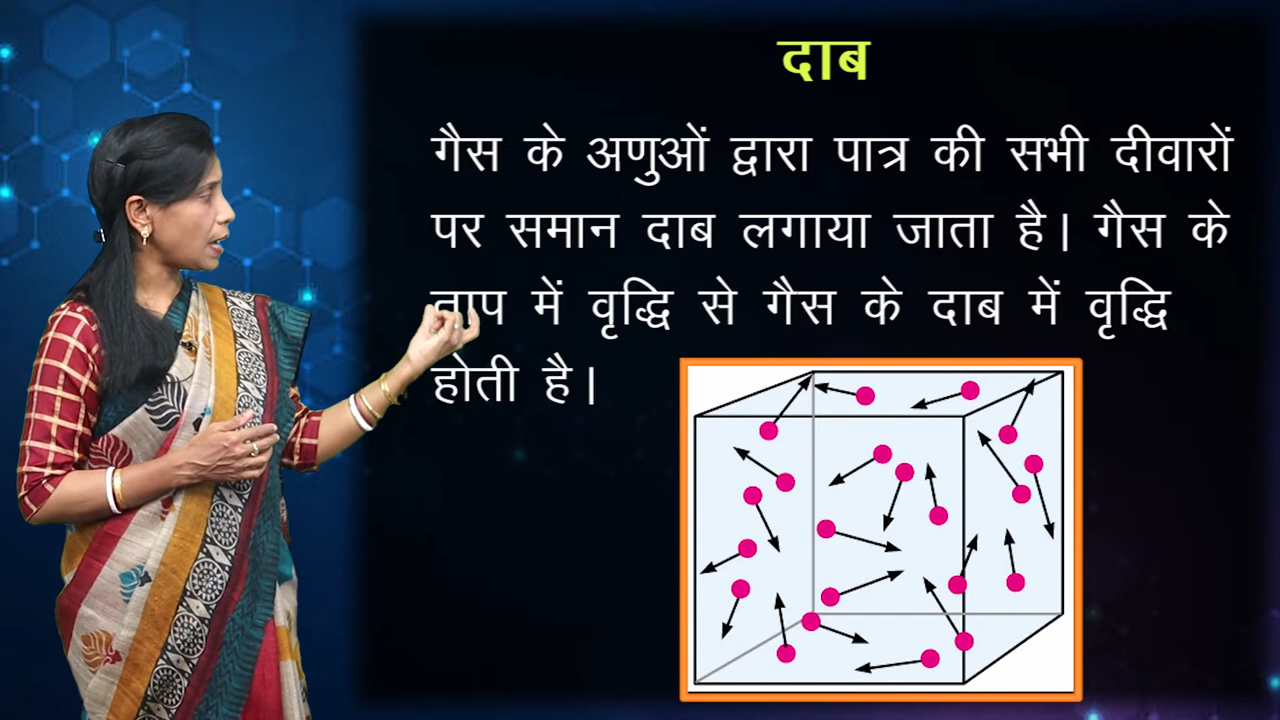 दाब
गैस के अणुओं द्वारा पात्र की सभी दीवारों
पर समान दाब लगाया जाता है। गैस के
ताप में वृद्धि से गैस के दाब में वृद्धि
होती है।